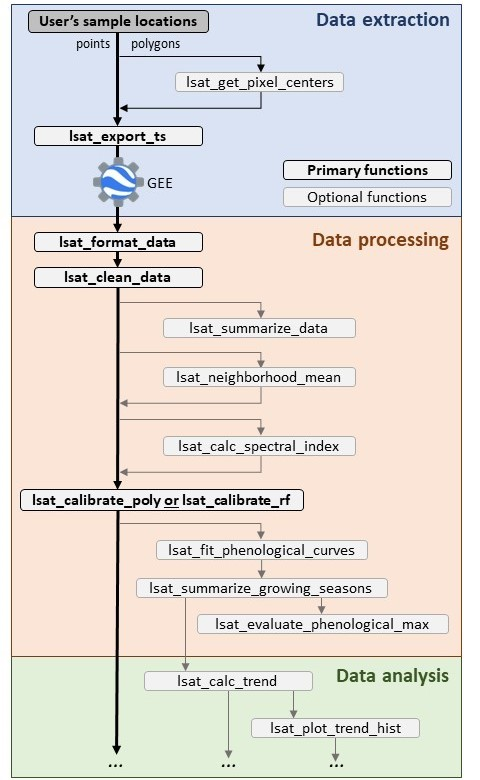 User's sample locations
Data extraction
points
polygons
lsat_get_pixel_centers
lsat_export_ts
GEE
Primary functions
Optional functions
Data processing
lsat_format_data
lsat_clean_data
lsat_summarize_data
lsat_neighborhood_mean
lsat_calc_spectral_index
lsat_calibrate_poly or lsat_calibrate_rf
lsat_fit_phenological_curves
lsat_summarize_growing_seasons
lsat_evaluate_phenological_max
Data analysis
lsat_calc_trend
lsat_plot_trend_hist
... ... ...